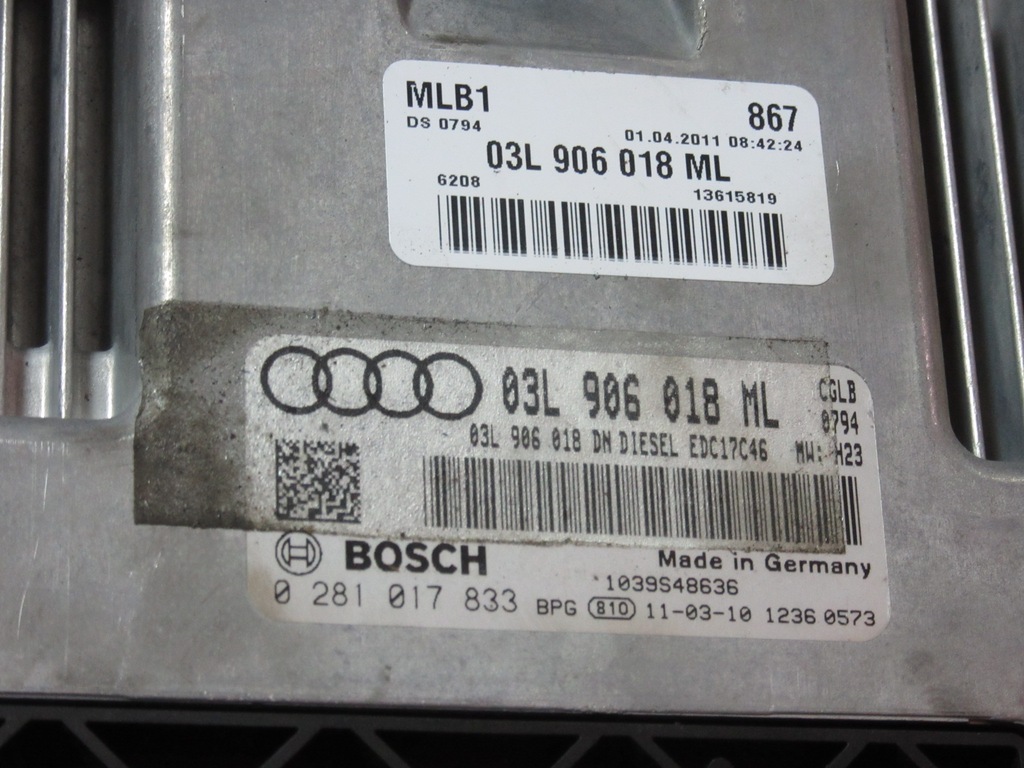 MLB1 867
DS 0794 01.04.2011 08:42:24
03L 906 018 ML
6208 13615819
03L 906 018 ML CGLB
0794
03L 906 018 DN DIESEL EDC17C46 MW: H23
BOSCH Made in Germany
1039S48636
0 281 017 833 BPG 810 11-03-10 1236 0573